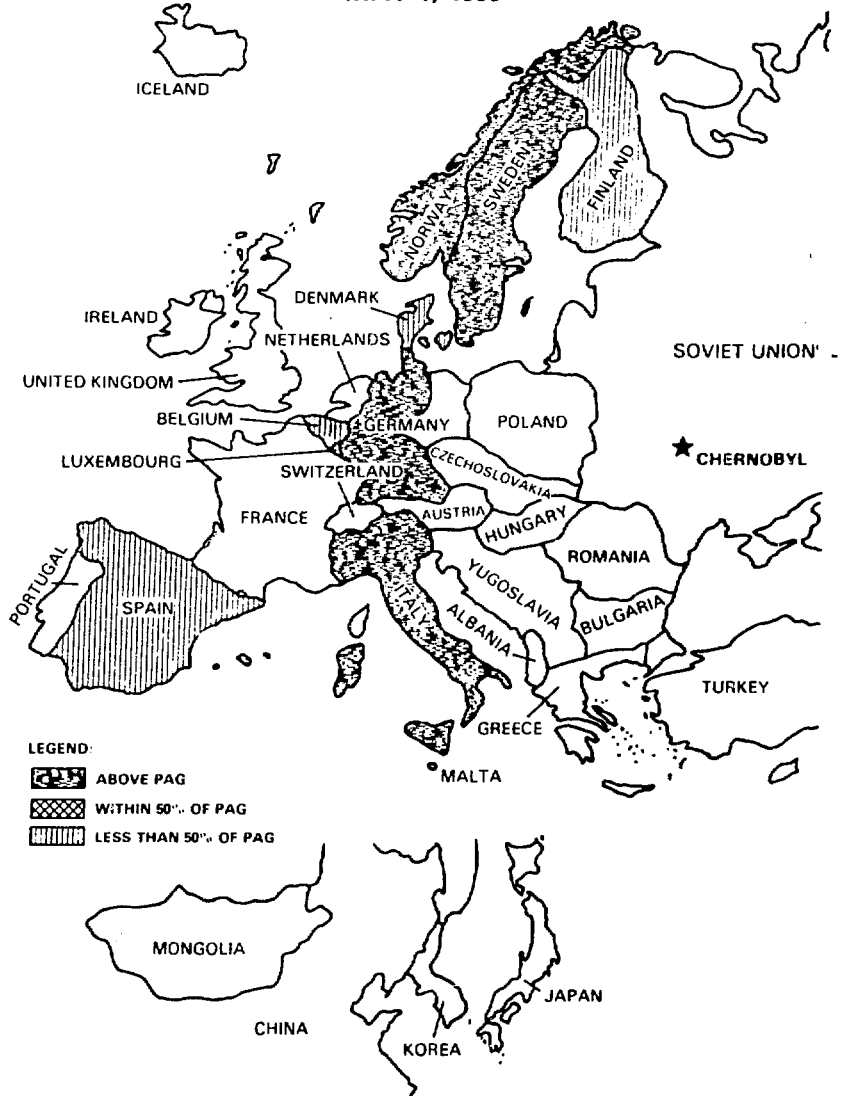 ICELAND
NORWAY
SWEDEN
FINLAND
DENMARK
IRELAND
NETHERLANDS
SOVIET UNION
UNITED KINGDOM
BELGIUM
GERMANY
POLAND
CHERNOBYL
LUXEMBOURG
SWITZERLAND
CZECHOSLOVAKIA
FRANCE
AUSTRIA
HUNGARY
ROMANIA
PORTUGAL
SPAIN
ITALY
YUGOSLAVIA
ALBANIA
BULGARIA
TURKEY
GREECE
MALTA
LEGEND:
ABOVE PAG
WITHIN 50% OF PAG
LESS THAN 50% OF PAG
MONGOLIA
JAPAN
CHINA
KOREA